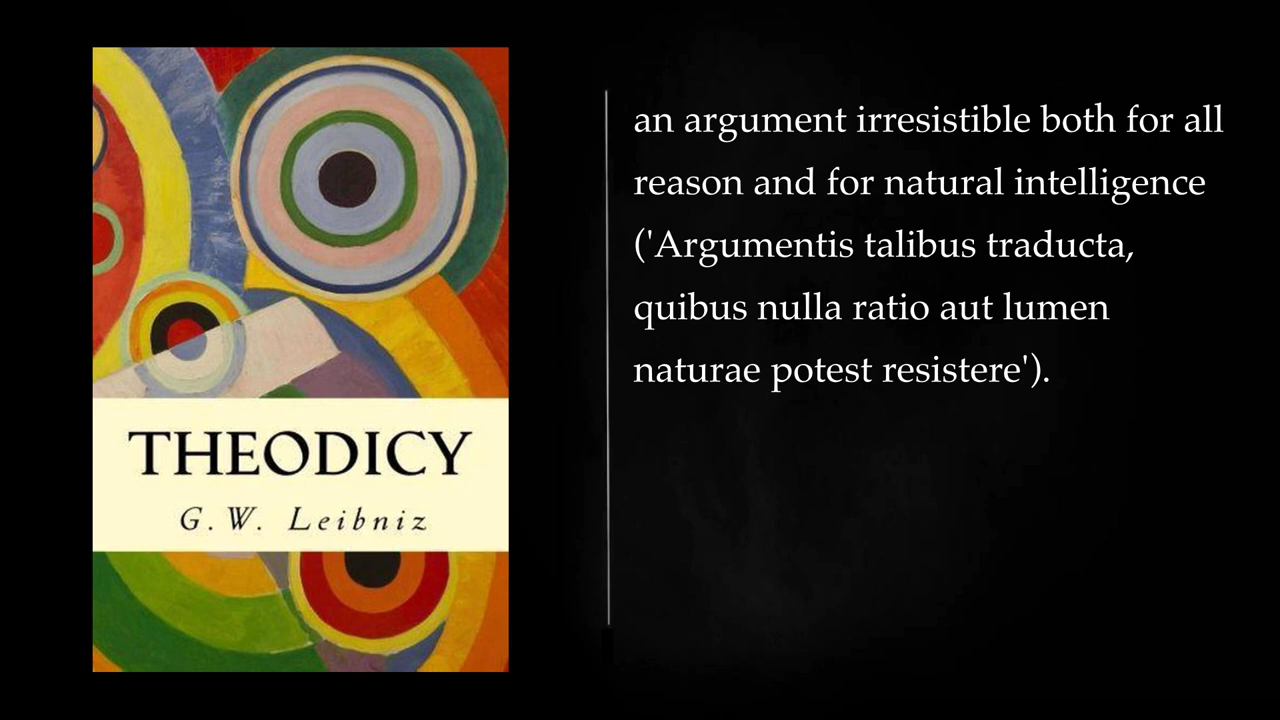 THEODICY
G. W. Leibniz
an argument irresistible both for all
reason and for natural intelligence
('Argumentis talibus traducta,
quibus nulla ratio aut lumen
naturae potest resistere').